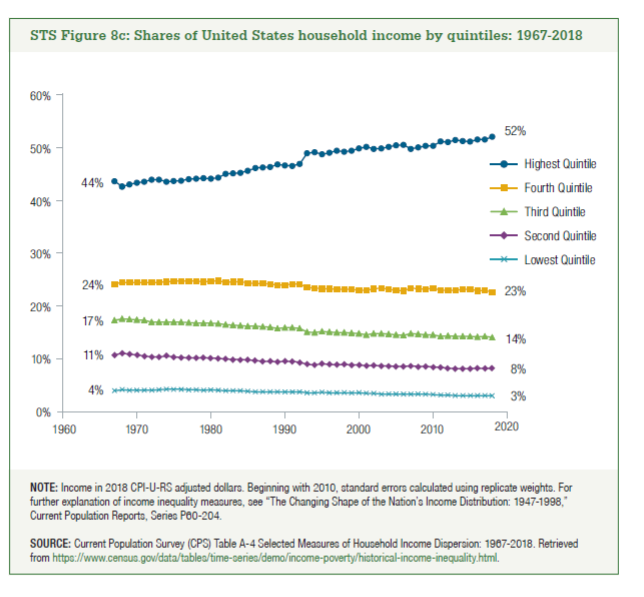 STS Figure 8c: Shares of United States household income by quintiles: 1967-2018
60%
52%
50%
Highest Quintile
44%
Fourth Quintile
40%
Third Quintile
Second Quintile
30%
Lowest Quintile
24%
23%
20%
17%
14%
11%
10%
8%
4%
3%
0%
1960
1970
1980
1990
2000
2010
2020
NOTE: Income in 2018 CPI-U-RS adjusted dollars. Beginning with 2010, standard errors calculated using replicate weights. For
further explanation of income inequality measures, see "The Changing Shape of the Nation's Income Distribution: 1947-1998,"
Current Population Reports, Series P60-204.
SOURCE: Current Population Survey (CPS) Table A-4 Selected Measures of Household Income Dispersion: 1967-2018. Retrieved
from https://www.census.gov/data/tables/time-series/demo/income-poverty/historical-income-inequality.html.